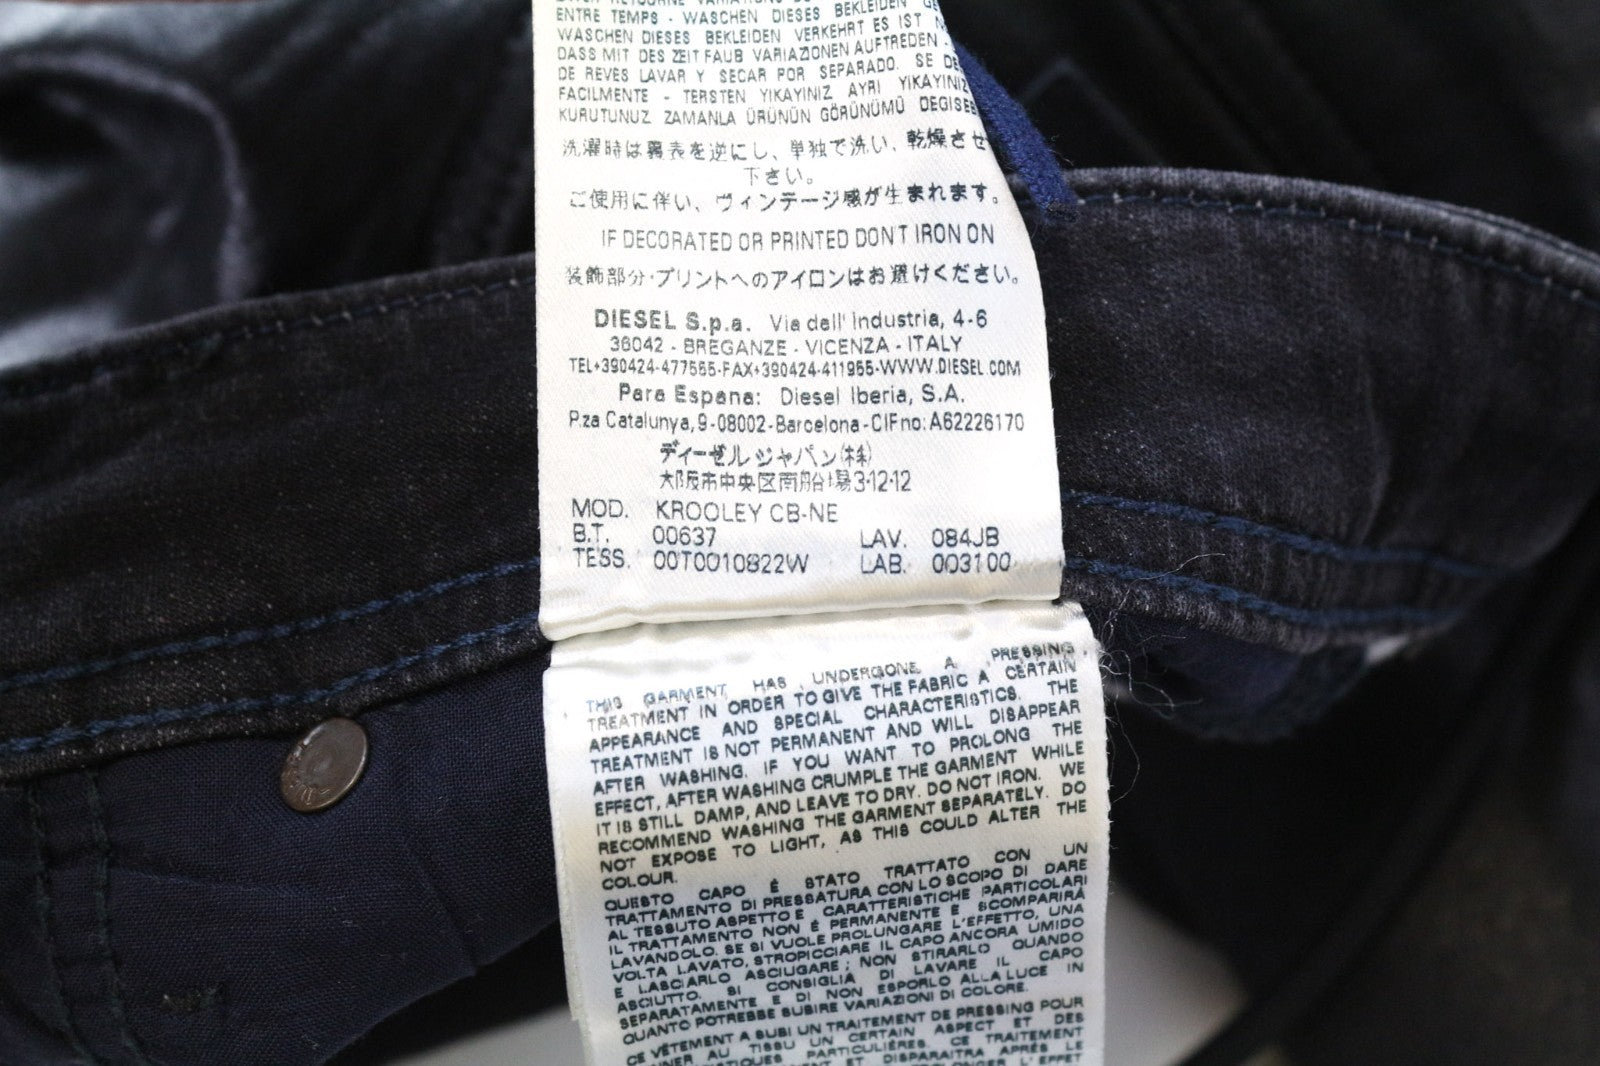 ENTRE TEMPS - WASCHEN DIESES BEKLEIDEN
WASCHEN DIESES BEKLEIDEN VERKEHRT ES IST
DASS MIT DES ZEIT FAUB VARIAZIONEN AUFTREDEN -
DE REVES LAVAR Y SECAR POR SEPARADO. SE DE
FACILMENTE - TERSTEN YIKAYINIZ AYRI YIKAYINIZ
KURUTUNUZ ZAMANLA ÜRÜNÜN GÖRÜNÜMÜ DEGISEB
洗濯時は裏表を逆にし、単独で洗い、乾燥させ
下さい。
ご使用に伴い、ヴィンテージ感が生まれます。
IF DECORATED OR PRINTED DON'T IRON ON
装飾部分・プリントへのアイロンはお避けください。
DIESEL S.p.a. Via dell' Industria, 4-6
36042 - BREGANZE - VICENZA - ITALY
TEL+390424-477555-FAX+390424-411955-WWW.DIESEL.COM
Para Espana: Diesel Iberia, S.A.
P.za Catalunya, 9-08002-Barcelona-CIFno: A62226170
ディーゼル ジャパン(株)
大阪市中央区南船場3-12-12
MOD. KROOLEY CB-NE
B.T. 00637 LAV. 084JB
TESS. 00T0010822W LAB. 003100
THIS GARMENT HAS UNDERGONE A PRESSING
TREATMENT IN ORDER TO GIVE THE FABRIC A CERTAIN
APPEARANCE AND SPECIAL CHARACTERISTICS. THE
TREATMENT IS NOT PERMANENT AND WILL DISAPPEAR
AFTER WASHING. IF YOU WANT TO PROLONG THE
EFFECT, AFTER WASHING CRUMPLE THE GARMENT WHILE
IT IS STILL DAMP, AND LEAVE TO DRY. DO NOT IRON. WE
RECOMMEND WASHING THE GARMENT SEPARATELY. DO
NOT EXPOSE TO LIGHT, AS THIS COULD ALTER THE
COLOUR.
QUESTO CAPO È STATO TRATTATO CON UN
TRATTAMENTO DI PRESSATURA CON LO SCOPO DI DARE
AL TESSUTO ASPETTO E CARATTERISTICHE PARTICOLARI
IL TRATTAMENTO NON È PERMANENTE E SCOMPARIRÀ
LAVANDOLO. SE SI VUOLE PROLUNGARE L'EFFETTO, UNA
VOLTA LAVATO, STROPICCIARE IL CAPO ANCORA UMIDO
E LASCIARLO ASCIUGARE; NON STIRARLO QUANDO
ASCIUTTO. SI CONSIGLIA DI LAVARE IL CAPO
SEPARATAMENTE E DI NON ESPORLO ALLA LUCE IN
QUANTO POTREBBE SUBIRE VARIAZIONI DI COLORE.
CE VÊTEMENT A SUBI UN TRAITEMENT DE PRESSING POUR
NER AU TISSU UN CERTAIN ASPECT ET DES
PARTICULIÈRES. CE TRAITEMENT
ET DISPARAITRA APRÈS LE
PROLONGER L'EFFET